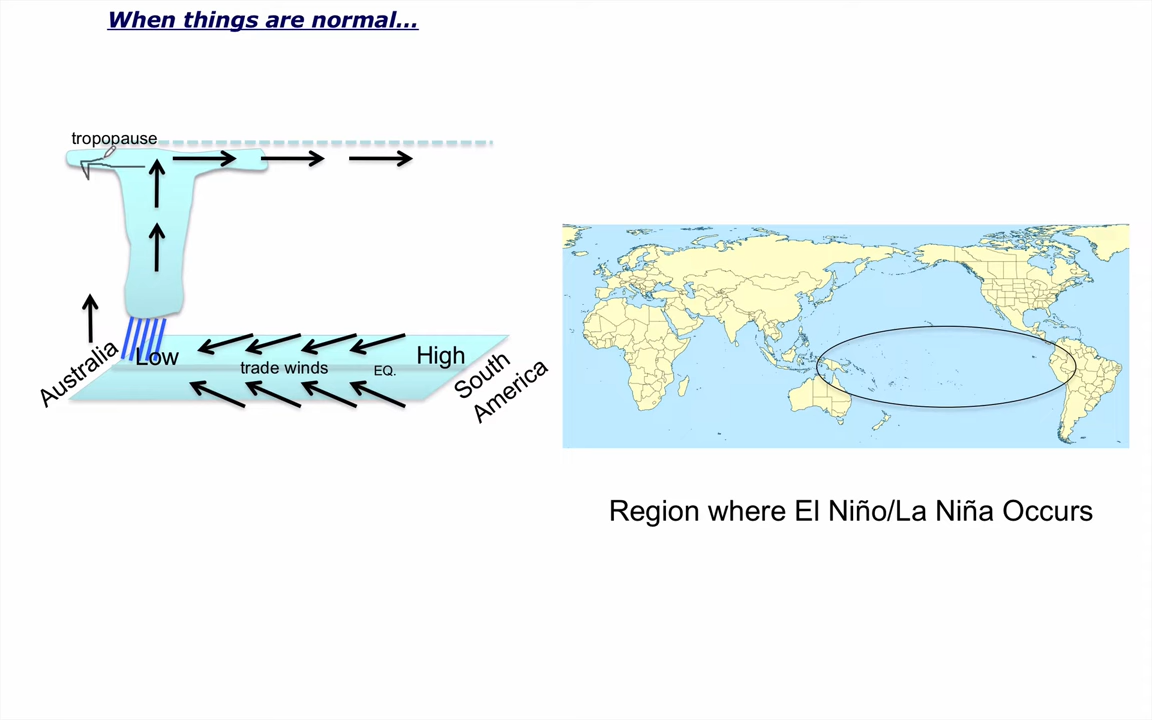 When things are normal...
tropopause
Australia
Low
trade winds
EQ.
High
South
America
Region where El Niño/La Niña Occurs